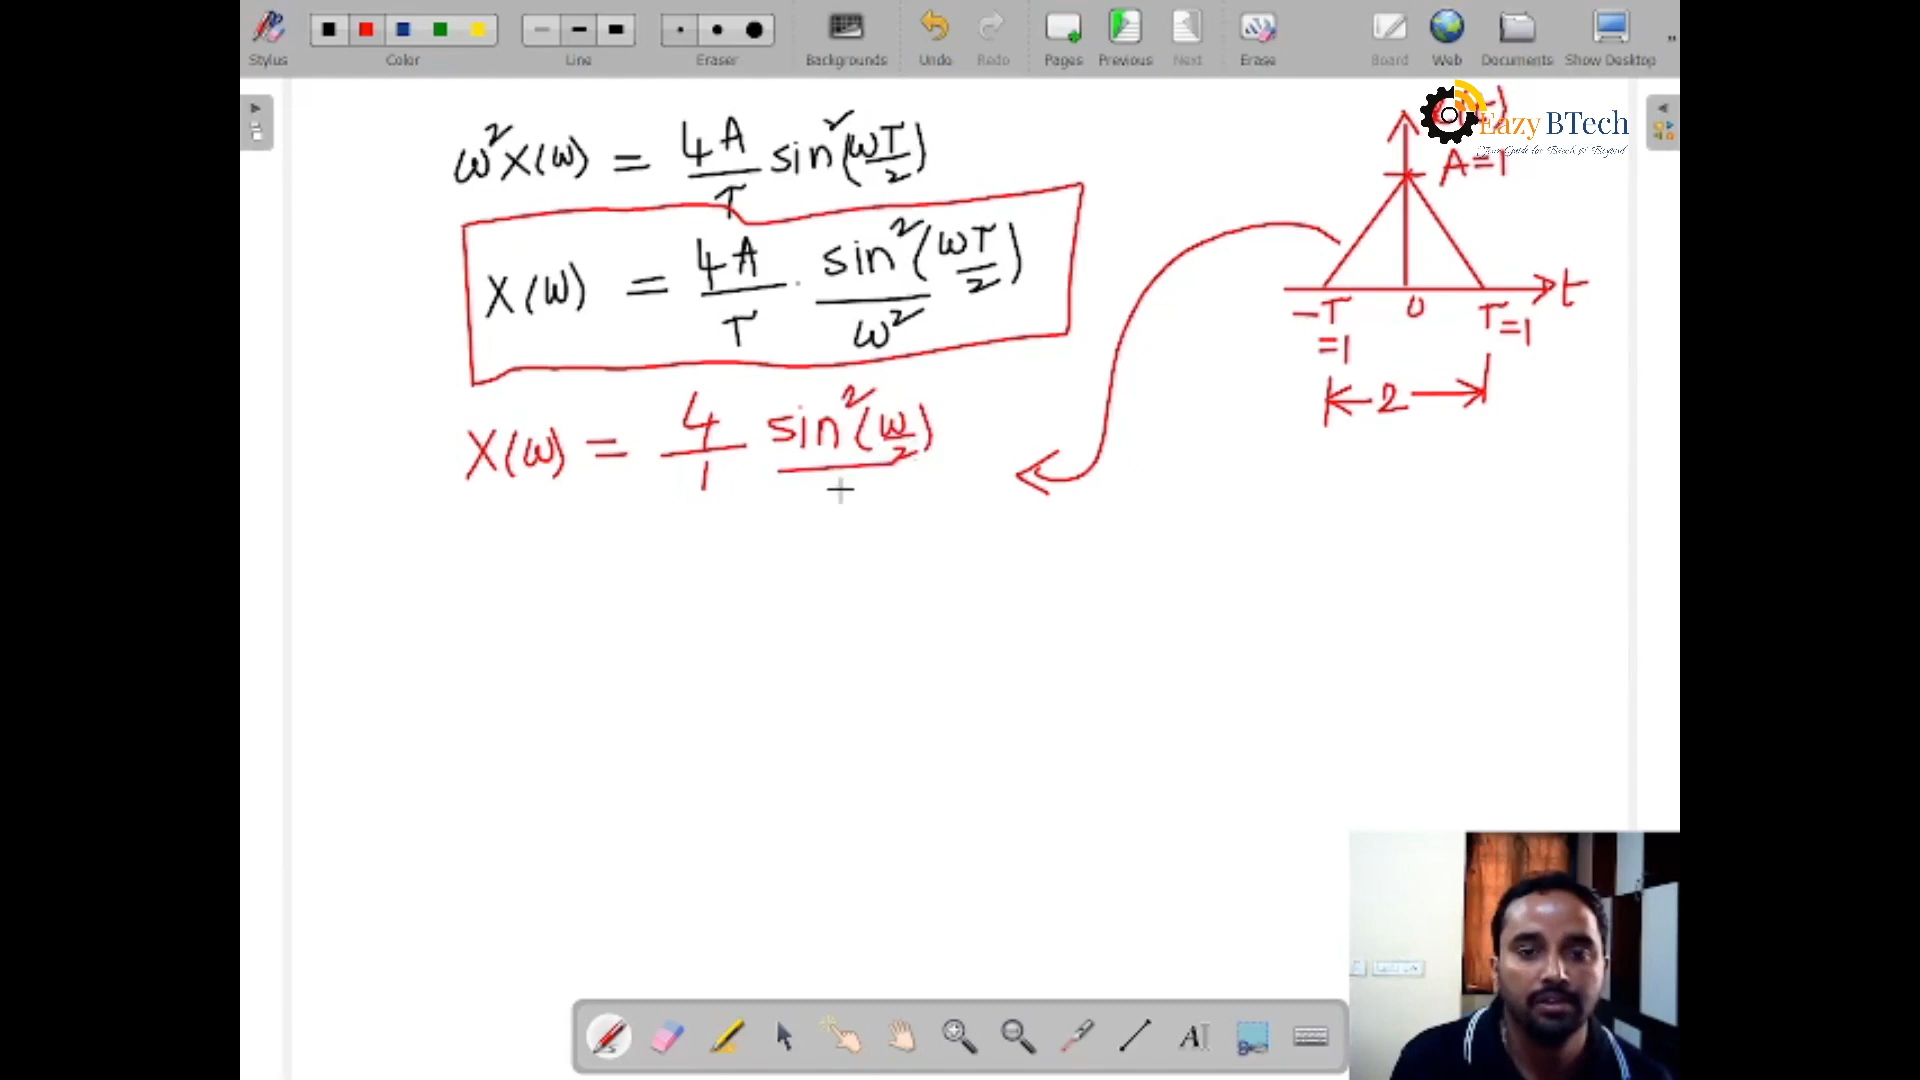 Stylus Color Line Eraser Backgrounds Undo Redo Pages Previous Next Erase Board Web Documents Show Desktop
Eazy BTech
ω²X(ω) = 4A/T sin²(ωT/2)
A=1
X(ω) = 4A/T · sin²(ωT/2)/ω²
t
-T 0 T
=1 =1
2
X(ω) = 4/1 sin²(ω/2)